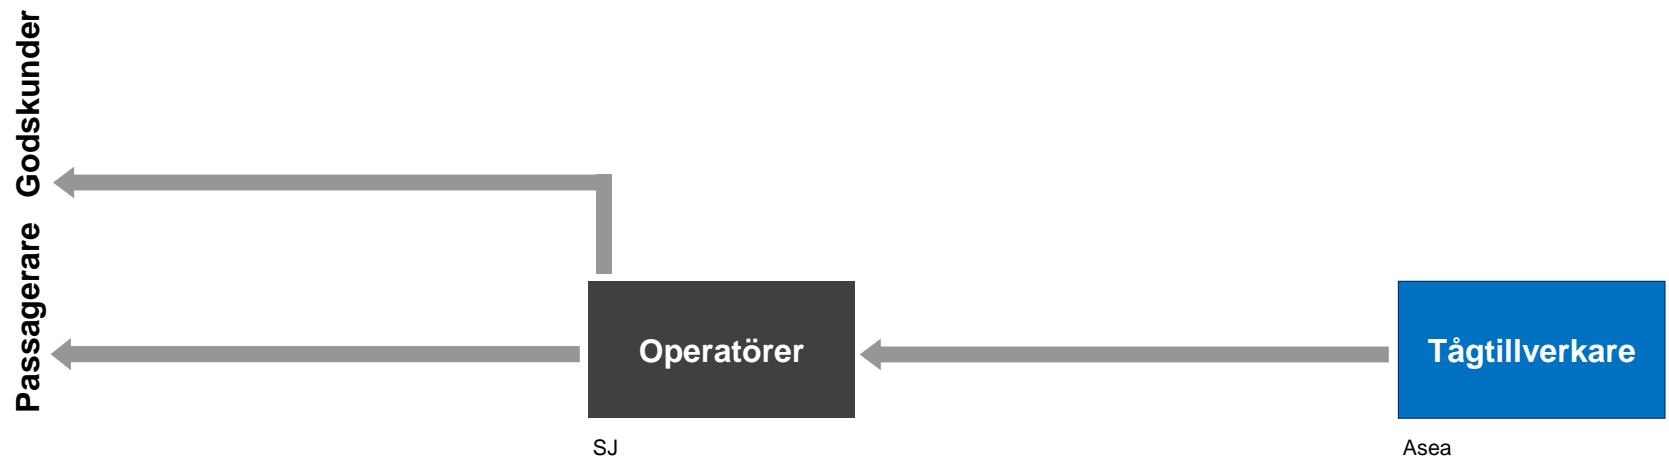 Godskunder
Passagerare
Operatörer
Tågtillverkare
SJ
Asea